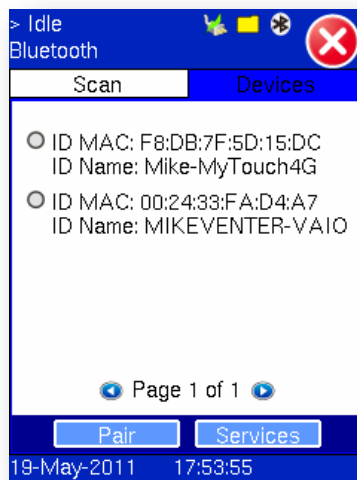 > Idle
Bluetooth
Scan Devices
ID MAC: F8:DB:7F:5D:15:DC
ID Name: Mike-MyTouch4G
ID MAC: 00:24:33:FA:D4:A7
ID Name: MIKEVENTER-VAIO
Page 1 of 1
Pair Services
19-May-2011 17:53:55